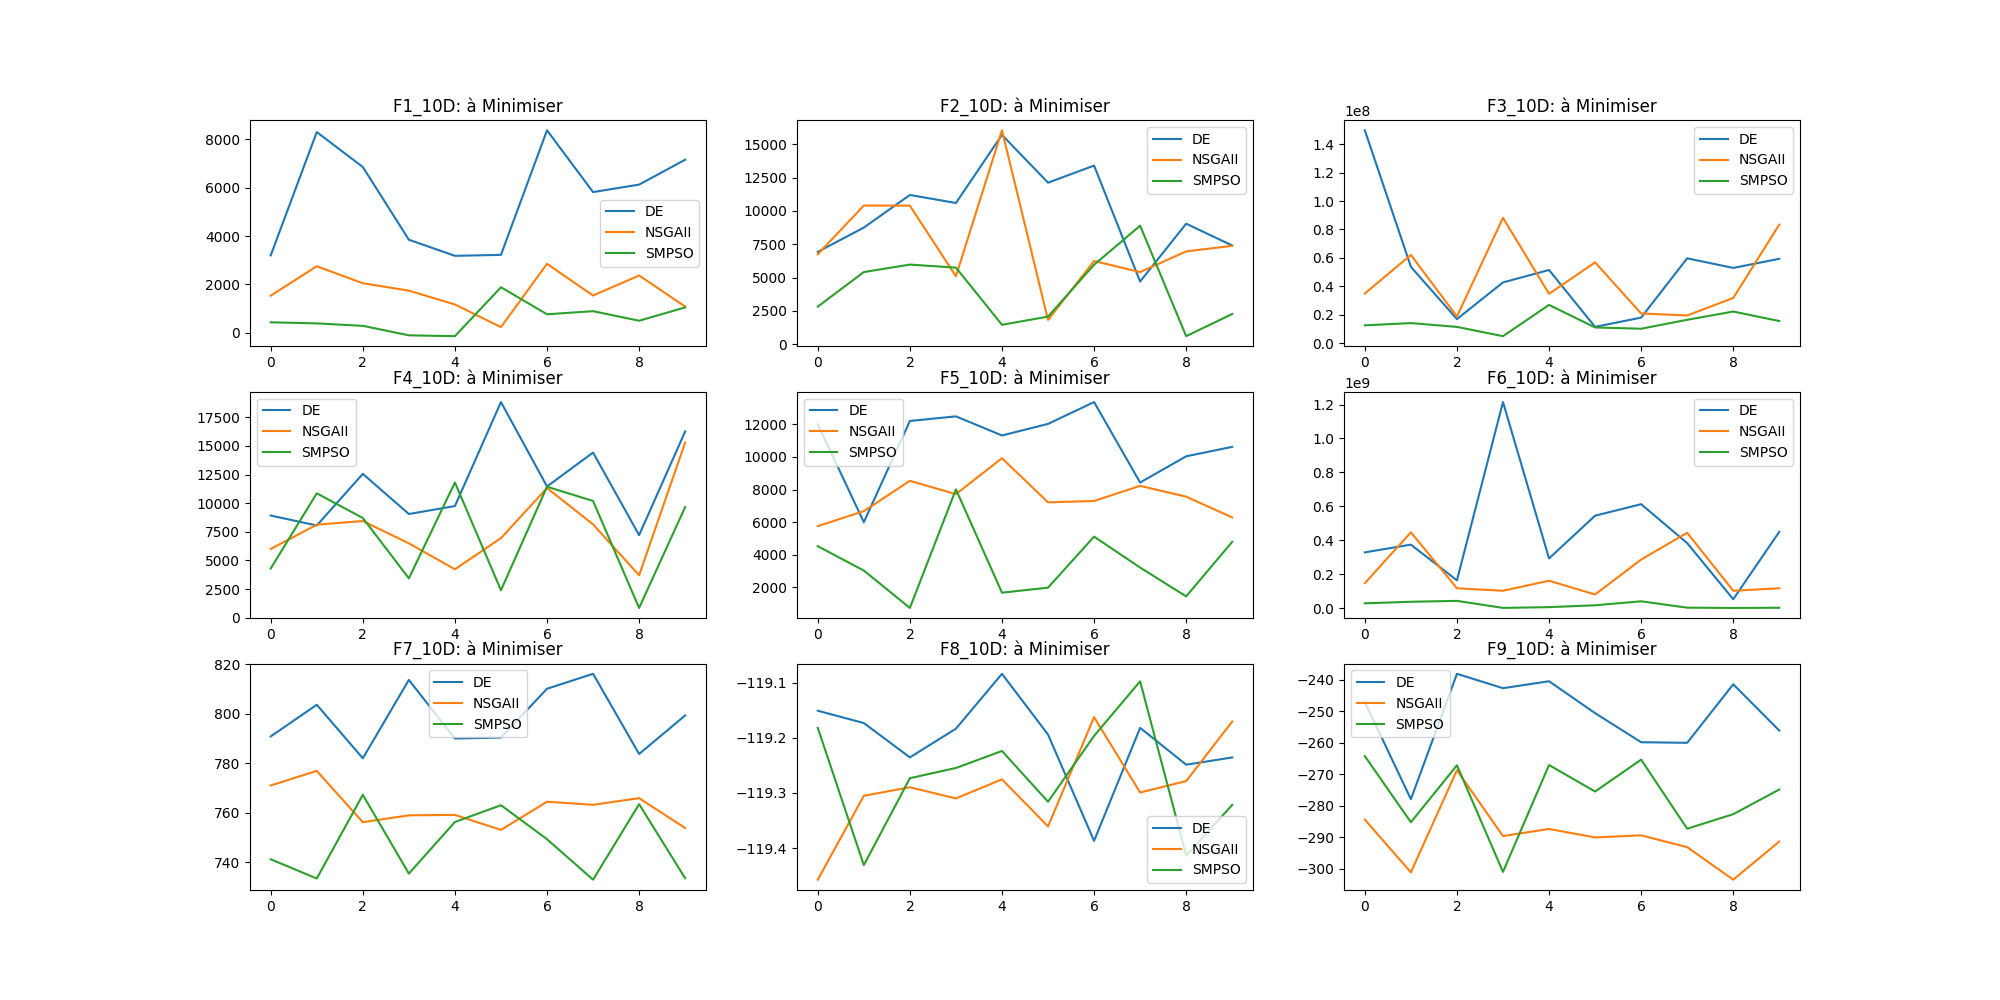 F1_10D: à Minimiser
8000
6000
4000
2000
0
0 2 4 6 8
DE
NSGAII
SMPSO
F2_10D: à Minimiser
15000
12500
10000
7500
5000
2500
0
0 2 4 6 8
DE
NSGAII
SMPSO
F3_10D: à Minimiser
1e8
1.4
1.2
1.0
0.8
0.6
0.4
0.2
0.0
0 2 4 6 8
DE
NSGAII
SMPSO
F4_10D: à Minimiser
17500
15000
12500
10000
7500
5000
2500
0
0 2 4 6 8
DE
NSGAII
SMPSO
F5_10D: à Minimiser
12000
10000
8000
6000
4000
2000
0 2 4 6 8
DE
NSGAII
SMPSO
F6_10D: à Minimiser
1e9
1.2
1.0
0.8
0.6
0.4
0.2
0.0
0 2 4 6 8
DE
NSGAII
SMPSO
F7_10D: à Minimiser
820
800
780
760
740
0 2 4 6 8
DE
NSGAII
SMPSO
F8_10D: à Minimiser
−119.1
−119.2
−119.3
−119.4
0 2 4 6 8
DE
NSGAII
SMPSO
F9_10D: à Minimiser
−240
−250
−260
−270
−280
−290
−300
0 2 4 6 8
DE
NSGAII
SMPSO